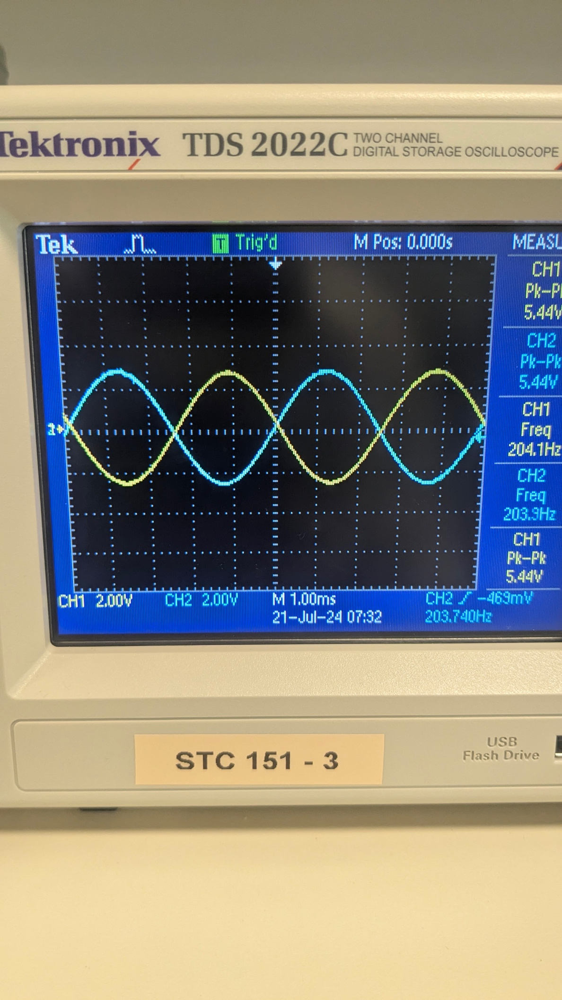 Tektronix TDS 2022C TWO CHANNEL
DIGITAL STORAGE OSCILLOSCOPE
Tek T Trig'd M Pos: 0.000s MEASU
CH1
Pk-Pk
5.44V
CH2
Pk-Pk
5.44V
CH1
Freq
204.1Hz
CH2
Freq
203.9Hz
CH1
Pk-Pk
5.44V
CH1 2.00V CH2 2.00V M 1.00ms CH2 -469mV
21-Jul-24 07:32 203.740Hz
USB
Flash Drive
STC 151 - 3